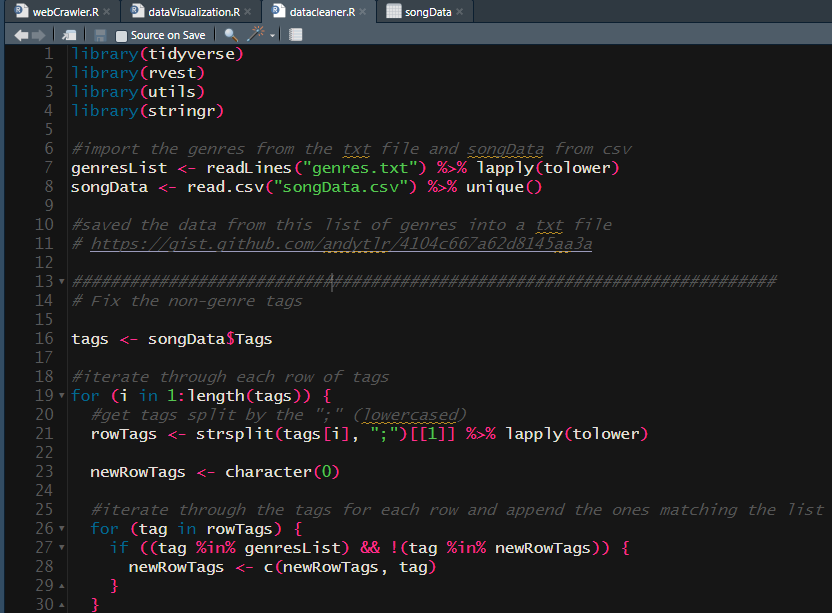 webCrawler.R dataVisualization.R datacleaner.R songData
Source on Save
1 library(tidyverse)
2 library(rvest)
3 library(utils)
4 library(stringr)
5
6 #import the genres from the txt file and songData from csv
7 genresList <- readLines("genres.txt") %>% lapply(tolower)
8 songData <- read.csv("songData.csv") %>% unique()
9
10 #saved the data from this list of genres into a txt file
11 # https://gist.github.com/andytlr/4104c667a62d8145aa3a
12
13 ##########################################################################
14 # Fix the non-genre tags
15
16 tags <- songData$Tags
17
18 #iterate through each row of tags
19 for (i in 1:length(tags)) {
20 #get tags split by the ";" (lowercased)
21 rowTags <- strsplit(tags[i], ";")[[1]] %>% lapply(tolower)
22
23 newRowTags <- character(0)
24
25 #iterate through the tags for each row and append the ones matching the list
26 for (tag in rowTags) {
27 if ((tag %in% genresList) && !(tag %in% newRowTags)) {
28 newRowTags <- c(newRowTags, tag)
29 }
30 }